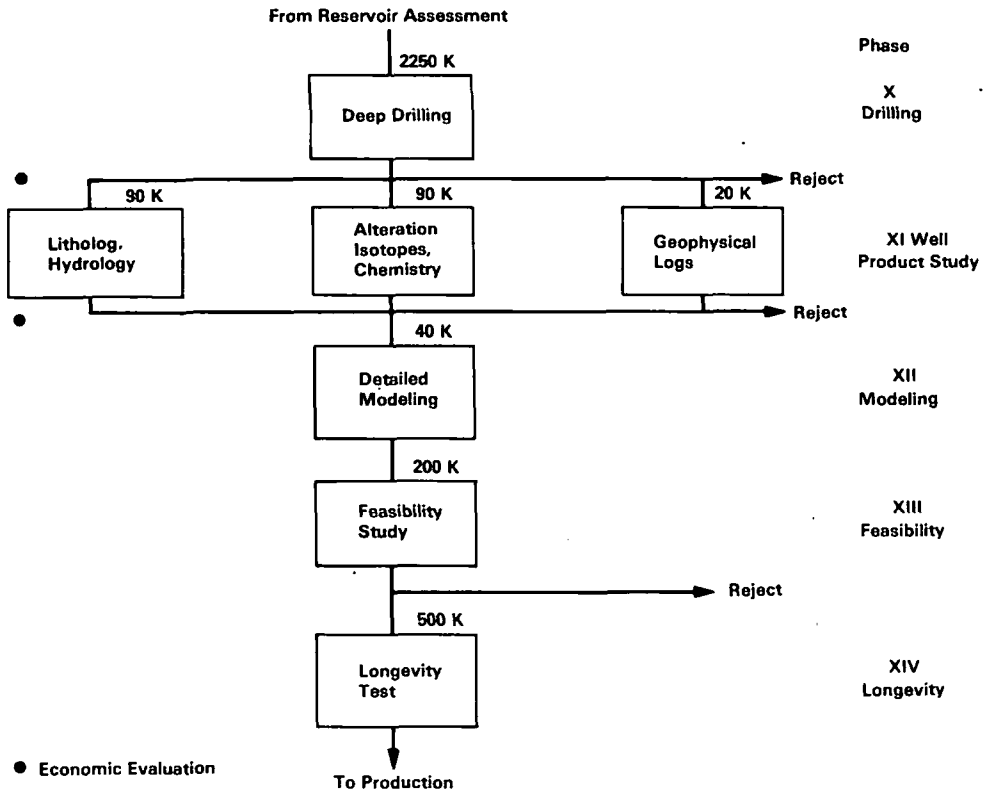 From Reservoir Assessment
Phase
2250 K
Deep Drilling
X
Drilling
Reject
90 K
90 K
20 K
Litholog.
Hydrology
Alteration
Isotopes,
Chemistry
Geophysical
Logs
XI Well
Product Study
Reject
40 K
Detailed
Modeling
XII
Modeling
200 K
Feasibility
Study
XIII
Feasibility
Reject
500 K
Longevity
Test
XIV
Longevity
● Economic Evaluation
To Production